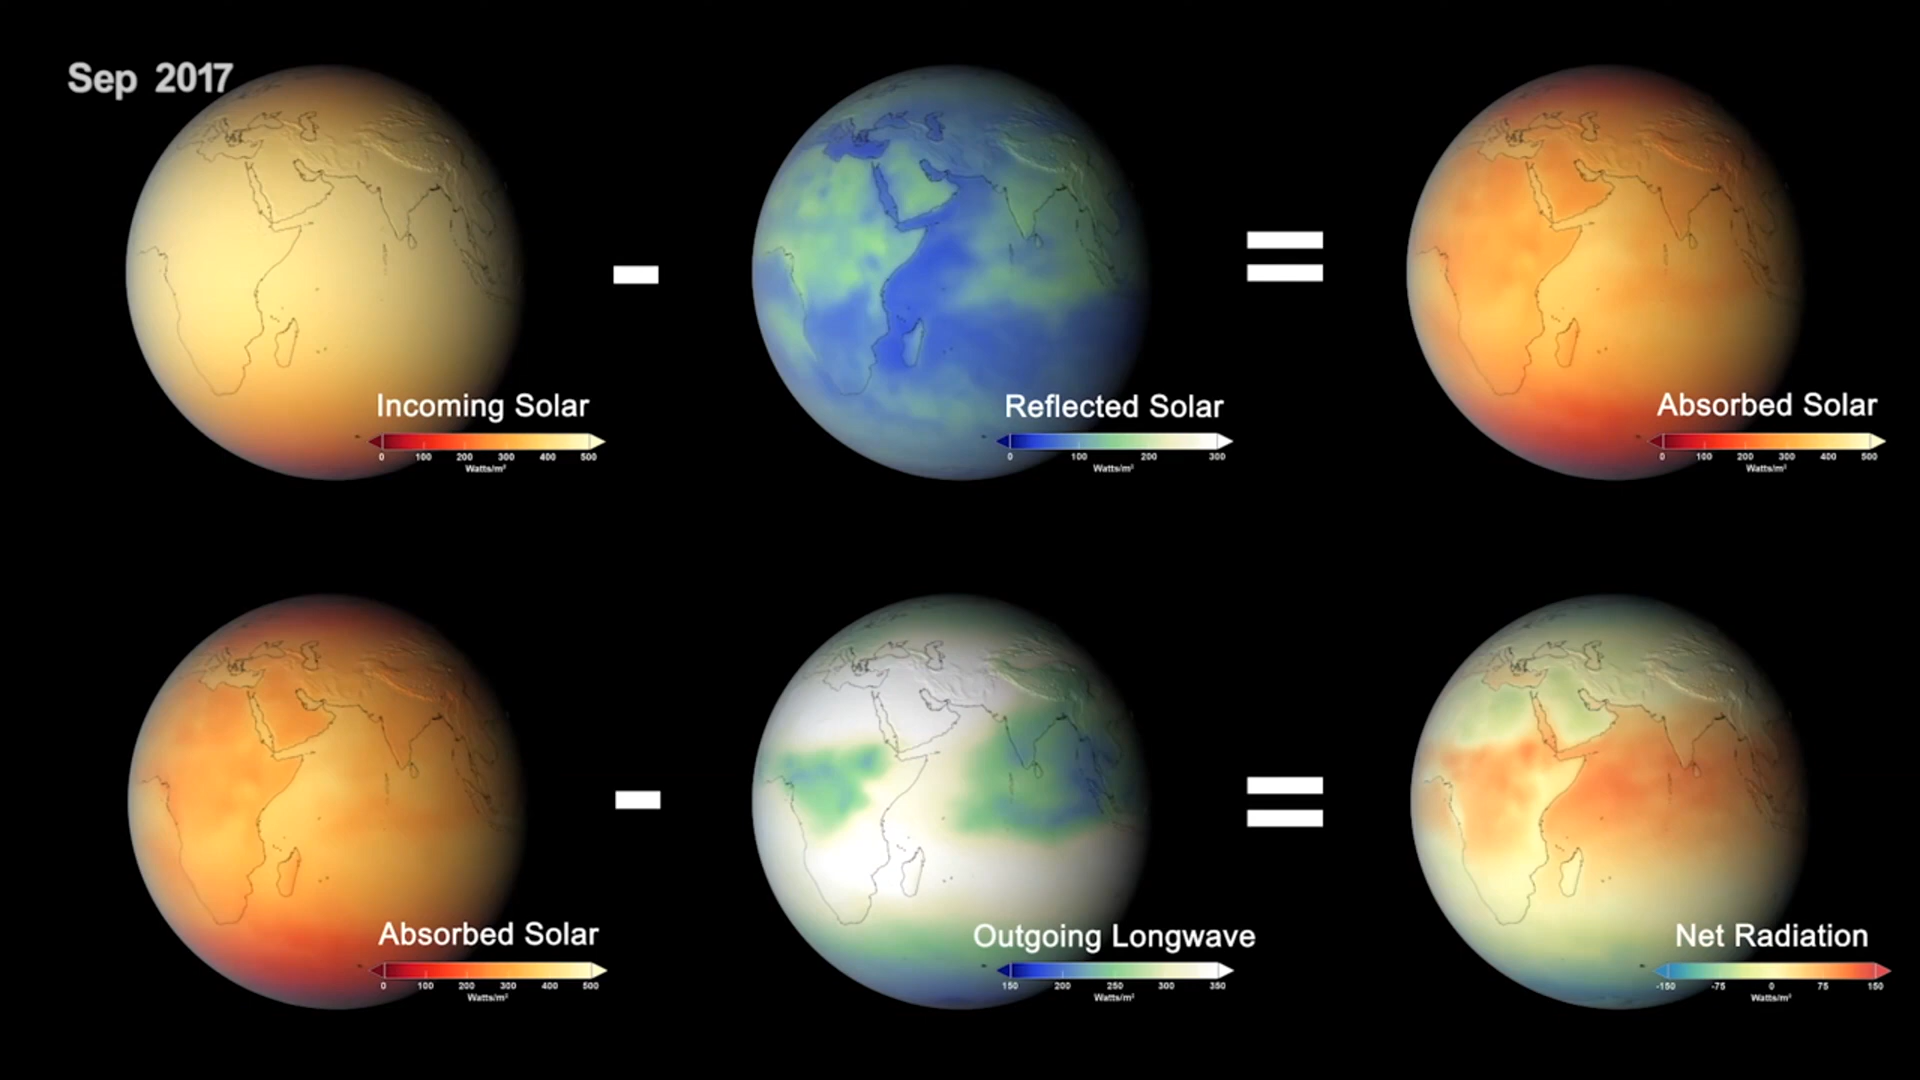 Sep 2017
Incoming Solar
0 100 200 300 400 500
Watts/m²
Reflected Solar
0 100 200 300
Watts/m²
Absorbed Solar
0 100 200 300 400 500
Watts/m²
Absorbed Solar
0 100 200 300 400 500
Watts/m²
Outgoing Longwave
150 200 250 300 350
Watts/m²
Net Radiation
-150 -75 0 75 150
Watts/m²